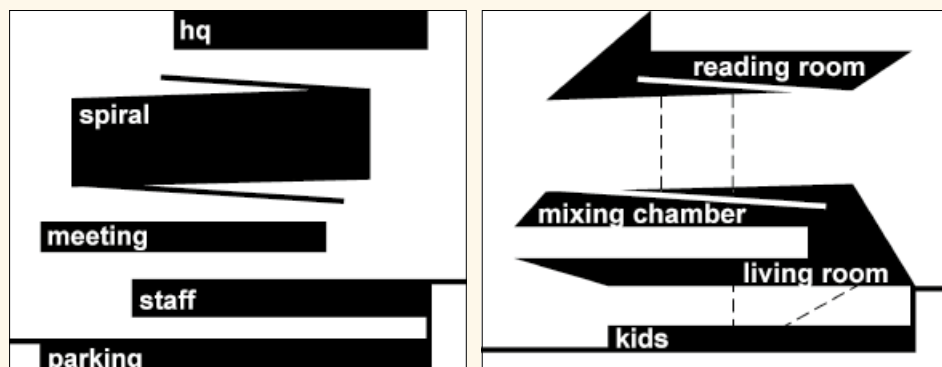 hq
spiral
meeting
staff
parking
reading room
mixing chamber
living room
kids